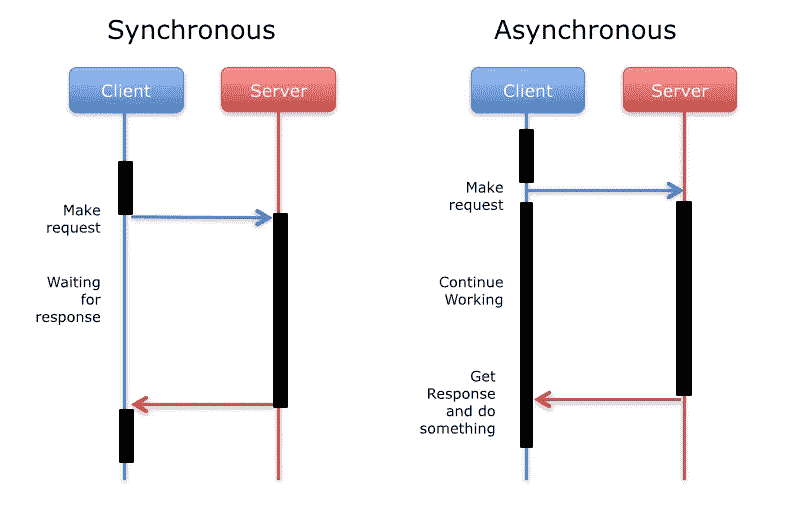 Synchronous
Client
Server
Make
request
Waiting
for
response
Asynchronous
Client
Server
Make
request
Continue
Working
Get
Response
and do
something